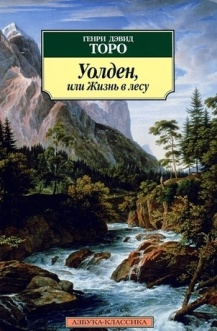 ГЕНРИ ДЭВИД
ТОРО
Уолден,
или Жизнь в лесу
АЗБУКА-КЛАССИКА